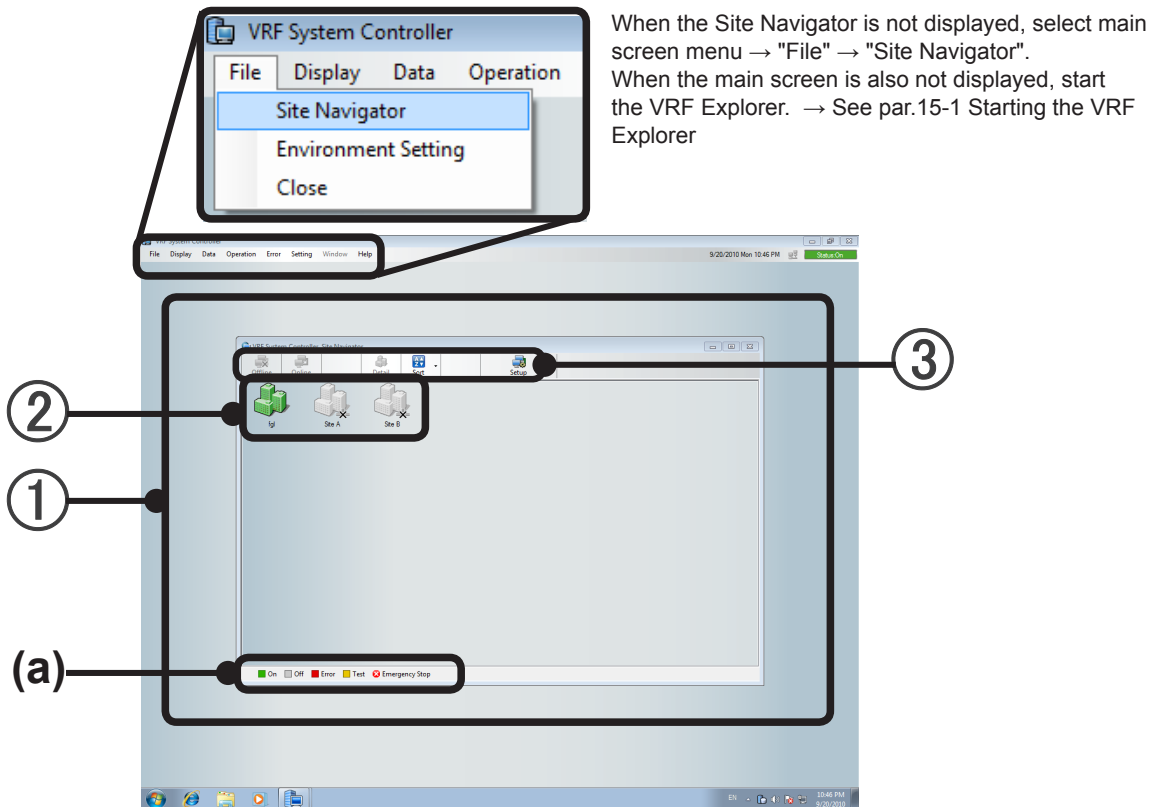 VRF System Controller
File Display Data Operation
Site Navigator
Environment Setting
Close
When the Site Navigator is not displayed, select main
screen menu → "File" → "Site Navigator".
When the main screen is also not displayed, start
the VRF Explorer. → See par.15-1 Starting the VRF
Explorer
VRF System Controller
File Display Data Operation Error Setting Window Help
9/20/2010 Mon 10:46 PM Status:On
VRF System Controller Site Navigator
Offline Online Detail Sort Setup
③
②
fgl Site A Site B
①
(a)
On Off Error Test Emergency Stop
EN
10:46 PM
9/20/2010